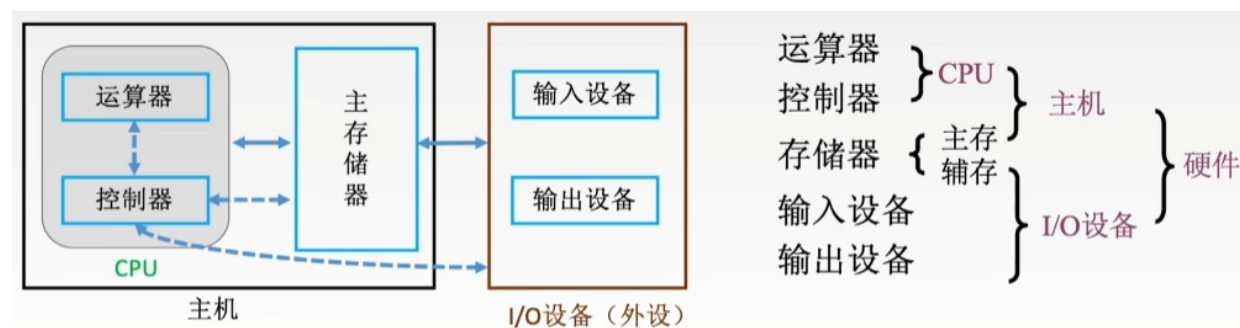 运算器
控制器
CPU
主机
主存储器
输入设备
输出设备
I/O设备（外设）
运算器
控制器
存储器
输入设备
输出设备
CPU
主存
辅存
主机
I/O设备
硬件